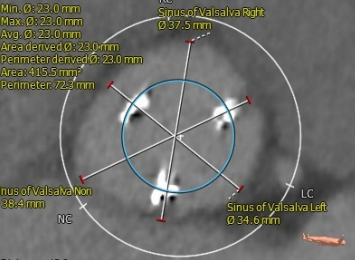 Min. Ø: 23.0 mm
Max. Ø: 23.0 mm
Avg. Ø: 23.0 mm
Area derived Ø: 23.0 mm
Perimeter derived Ø: 23.0 mm
Area: 415.5 mm
Perimeter: 72.3 mm
Sinus of Valsalva Right
Ø 37.5 mm
nus of Valsalva Non
38.4 mm
NC
LC
Sinus of Valsalva Left
Ø 34.6 mm